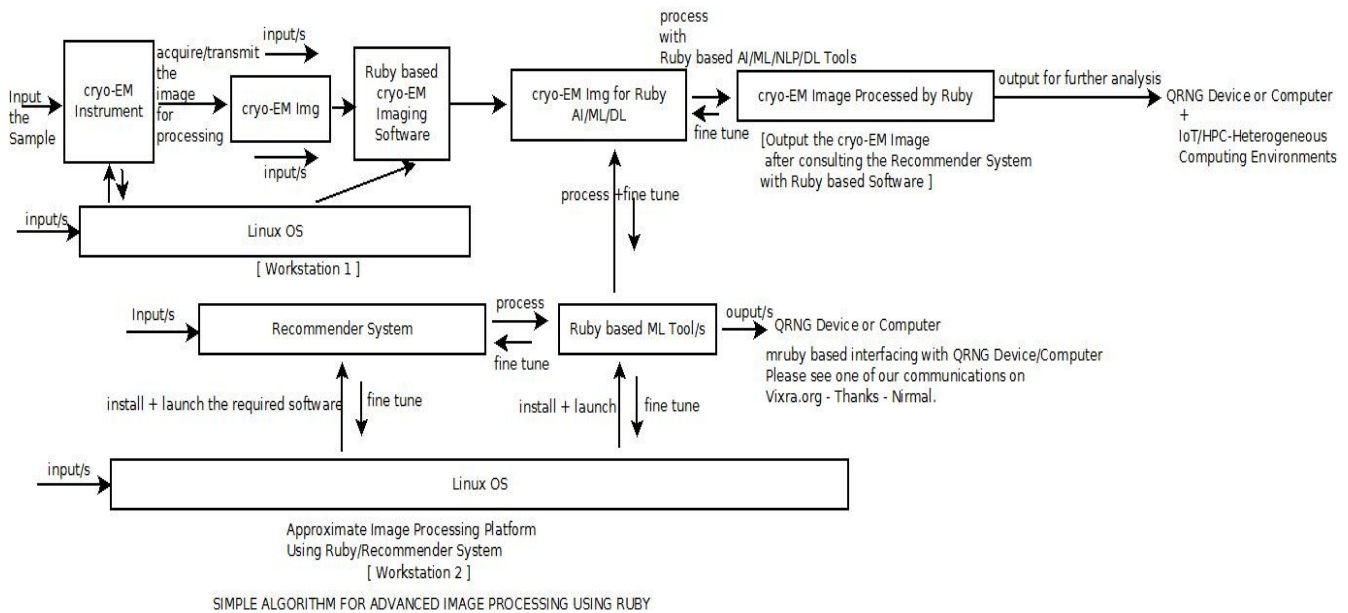 process
with
Ruby based AI/ML/NLP/DL Tools
input/s
acquire/transmit
the
image
for
processing
Input
the
Sample
cryo-EM
Instrument
cryo-EM Img
Ruby based
cryo-EM
Imaging
Software
input/s
cryo-EM Img for Ruby
AI/ML/DL
fine tune
cryo-EM Image Processed by Ruby
output for further analysis
QRNG Device or Computer
+
IoT/HPC-Heterogeneous
Computing Environments
[Output the cryo-EM Image
after consulting the Recommender System
with Ruby based Software ]
process +fine tune
input/s
Linux OS
[ Workstation 1 ]
Input/s
Recommender System
process
fine tune
Ruby based ML Tool/s
ouput/s
QRNG Device or Computer
mruby based interfacing with QRNG Device/Computer
Please see one of our communications on
Vixra.org - Thanks - Nirmal.
install + launch the required software
fine tune
install + launch
fine tune
input/s
Linux OS
Approximate Image Processing Platform
Using Ruby/Recommender System
[ Workstation 2 ]
SIMPLE ALGORITHM FOR ADVANCED IMAGE PROCESSING USING RUBY